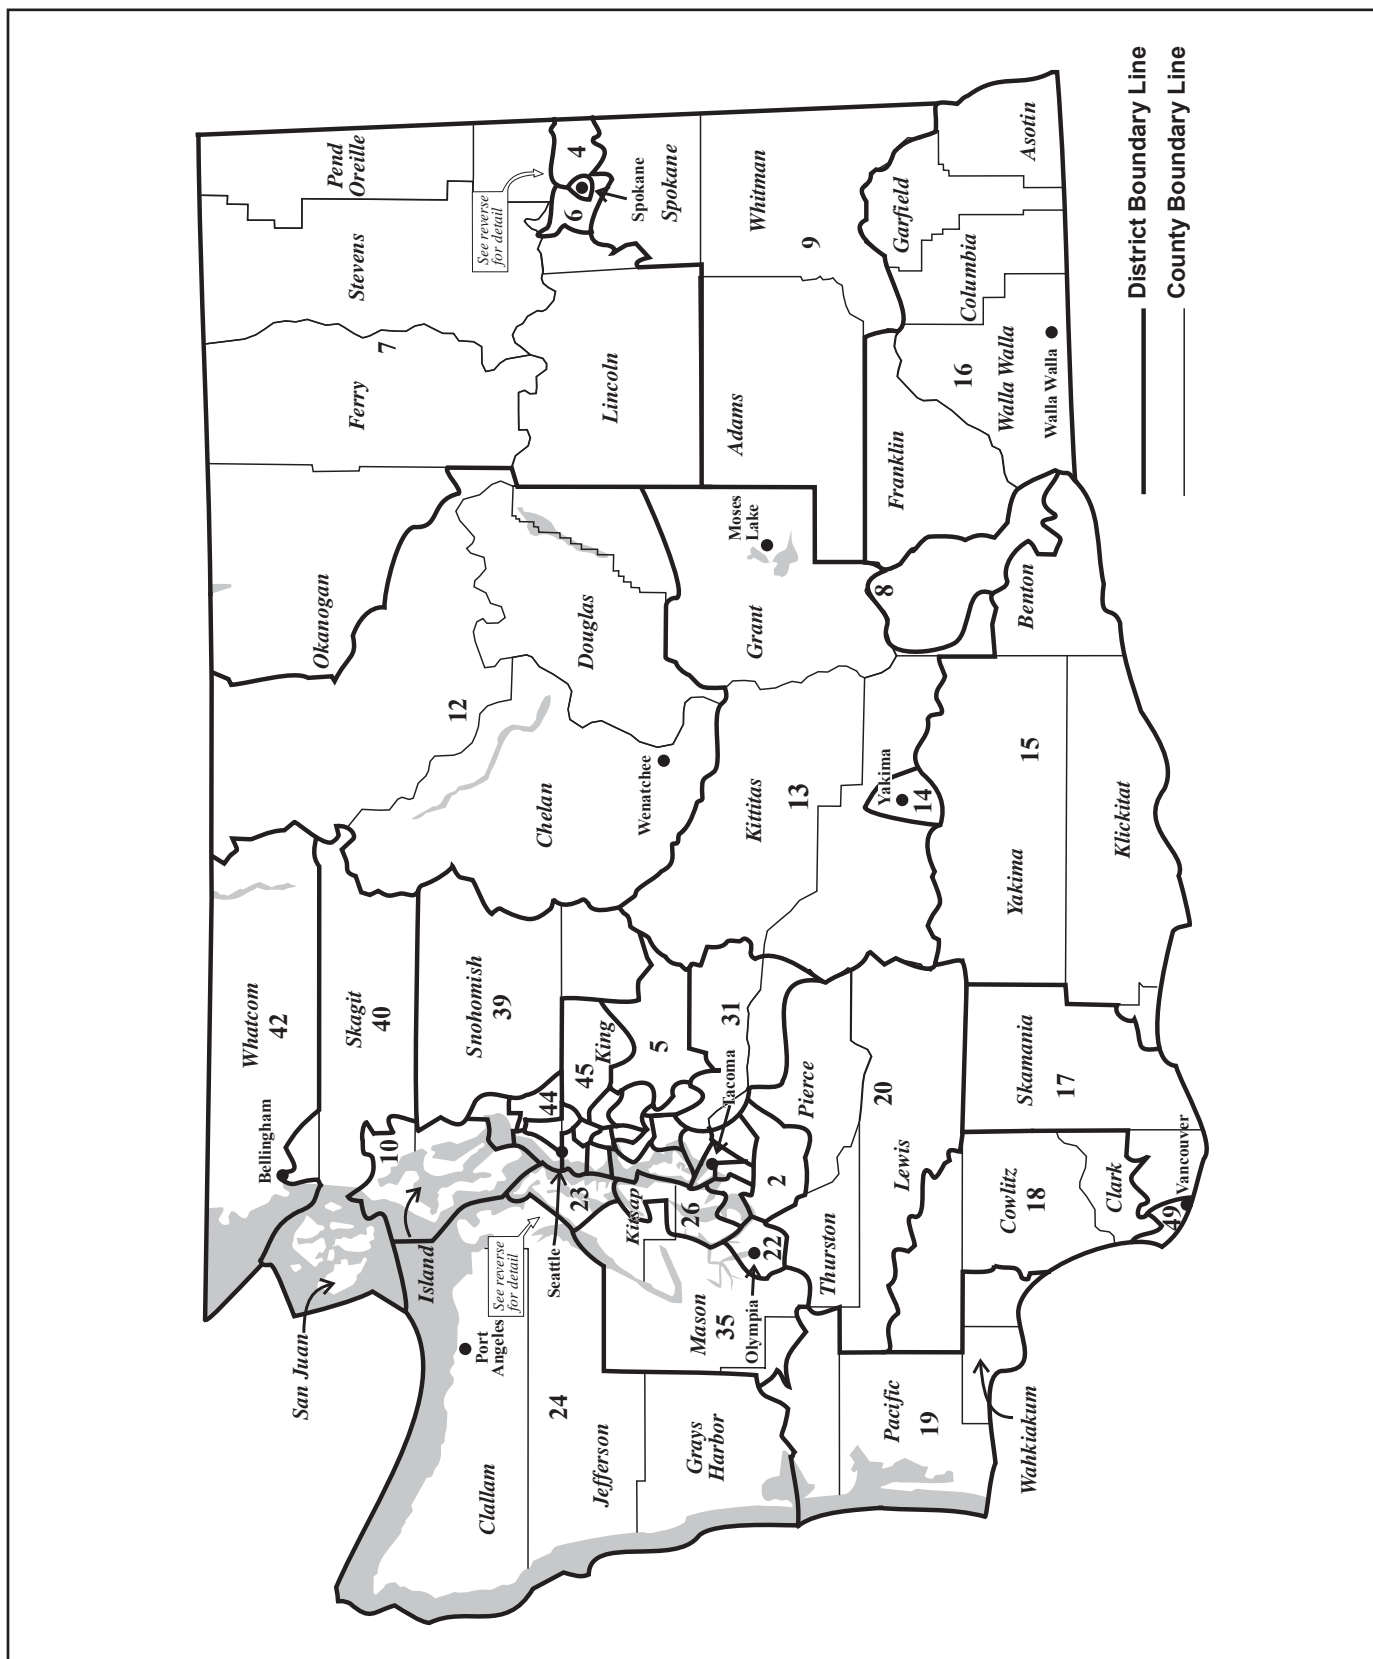 Whatcom
42
Bellingham
San Juan
Skagit
40
Island
10
Snohomish
39
44
Okanogan
12
Chelan
Wenatchee
Douglas
Ferry
7
Stevens
Pend
Oreille
See reverse
for detail
4
6
Spokane
Spokane
Lincoln
Clallam
Port
Angeles
24
Jefferson
See reverse
for detail
Seattle
23
Kitsap
26
45
King
5
31
Tacoma
Grays
Harbor
Mason
35
Olympia
22
2
Pierce
Thurston
Kittitas
13
Grant
Moses
Lake
Adams
Whitman
9
Pacific
19
Lewis
20
Yakima
14
Yakima
15
8
Benton
Franklin
16
Walla Walla
Walla Walla
Columbia
Garfield
Asotin
Wahkiakum
Cowlitz
18
Clark
49
Vancouver
Skamania
17
Klickitat
District Boundary Line
County Boundary Line